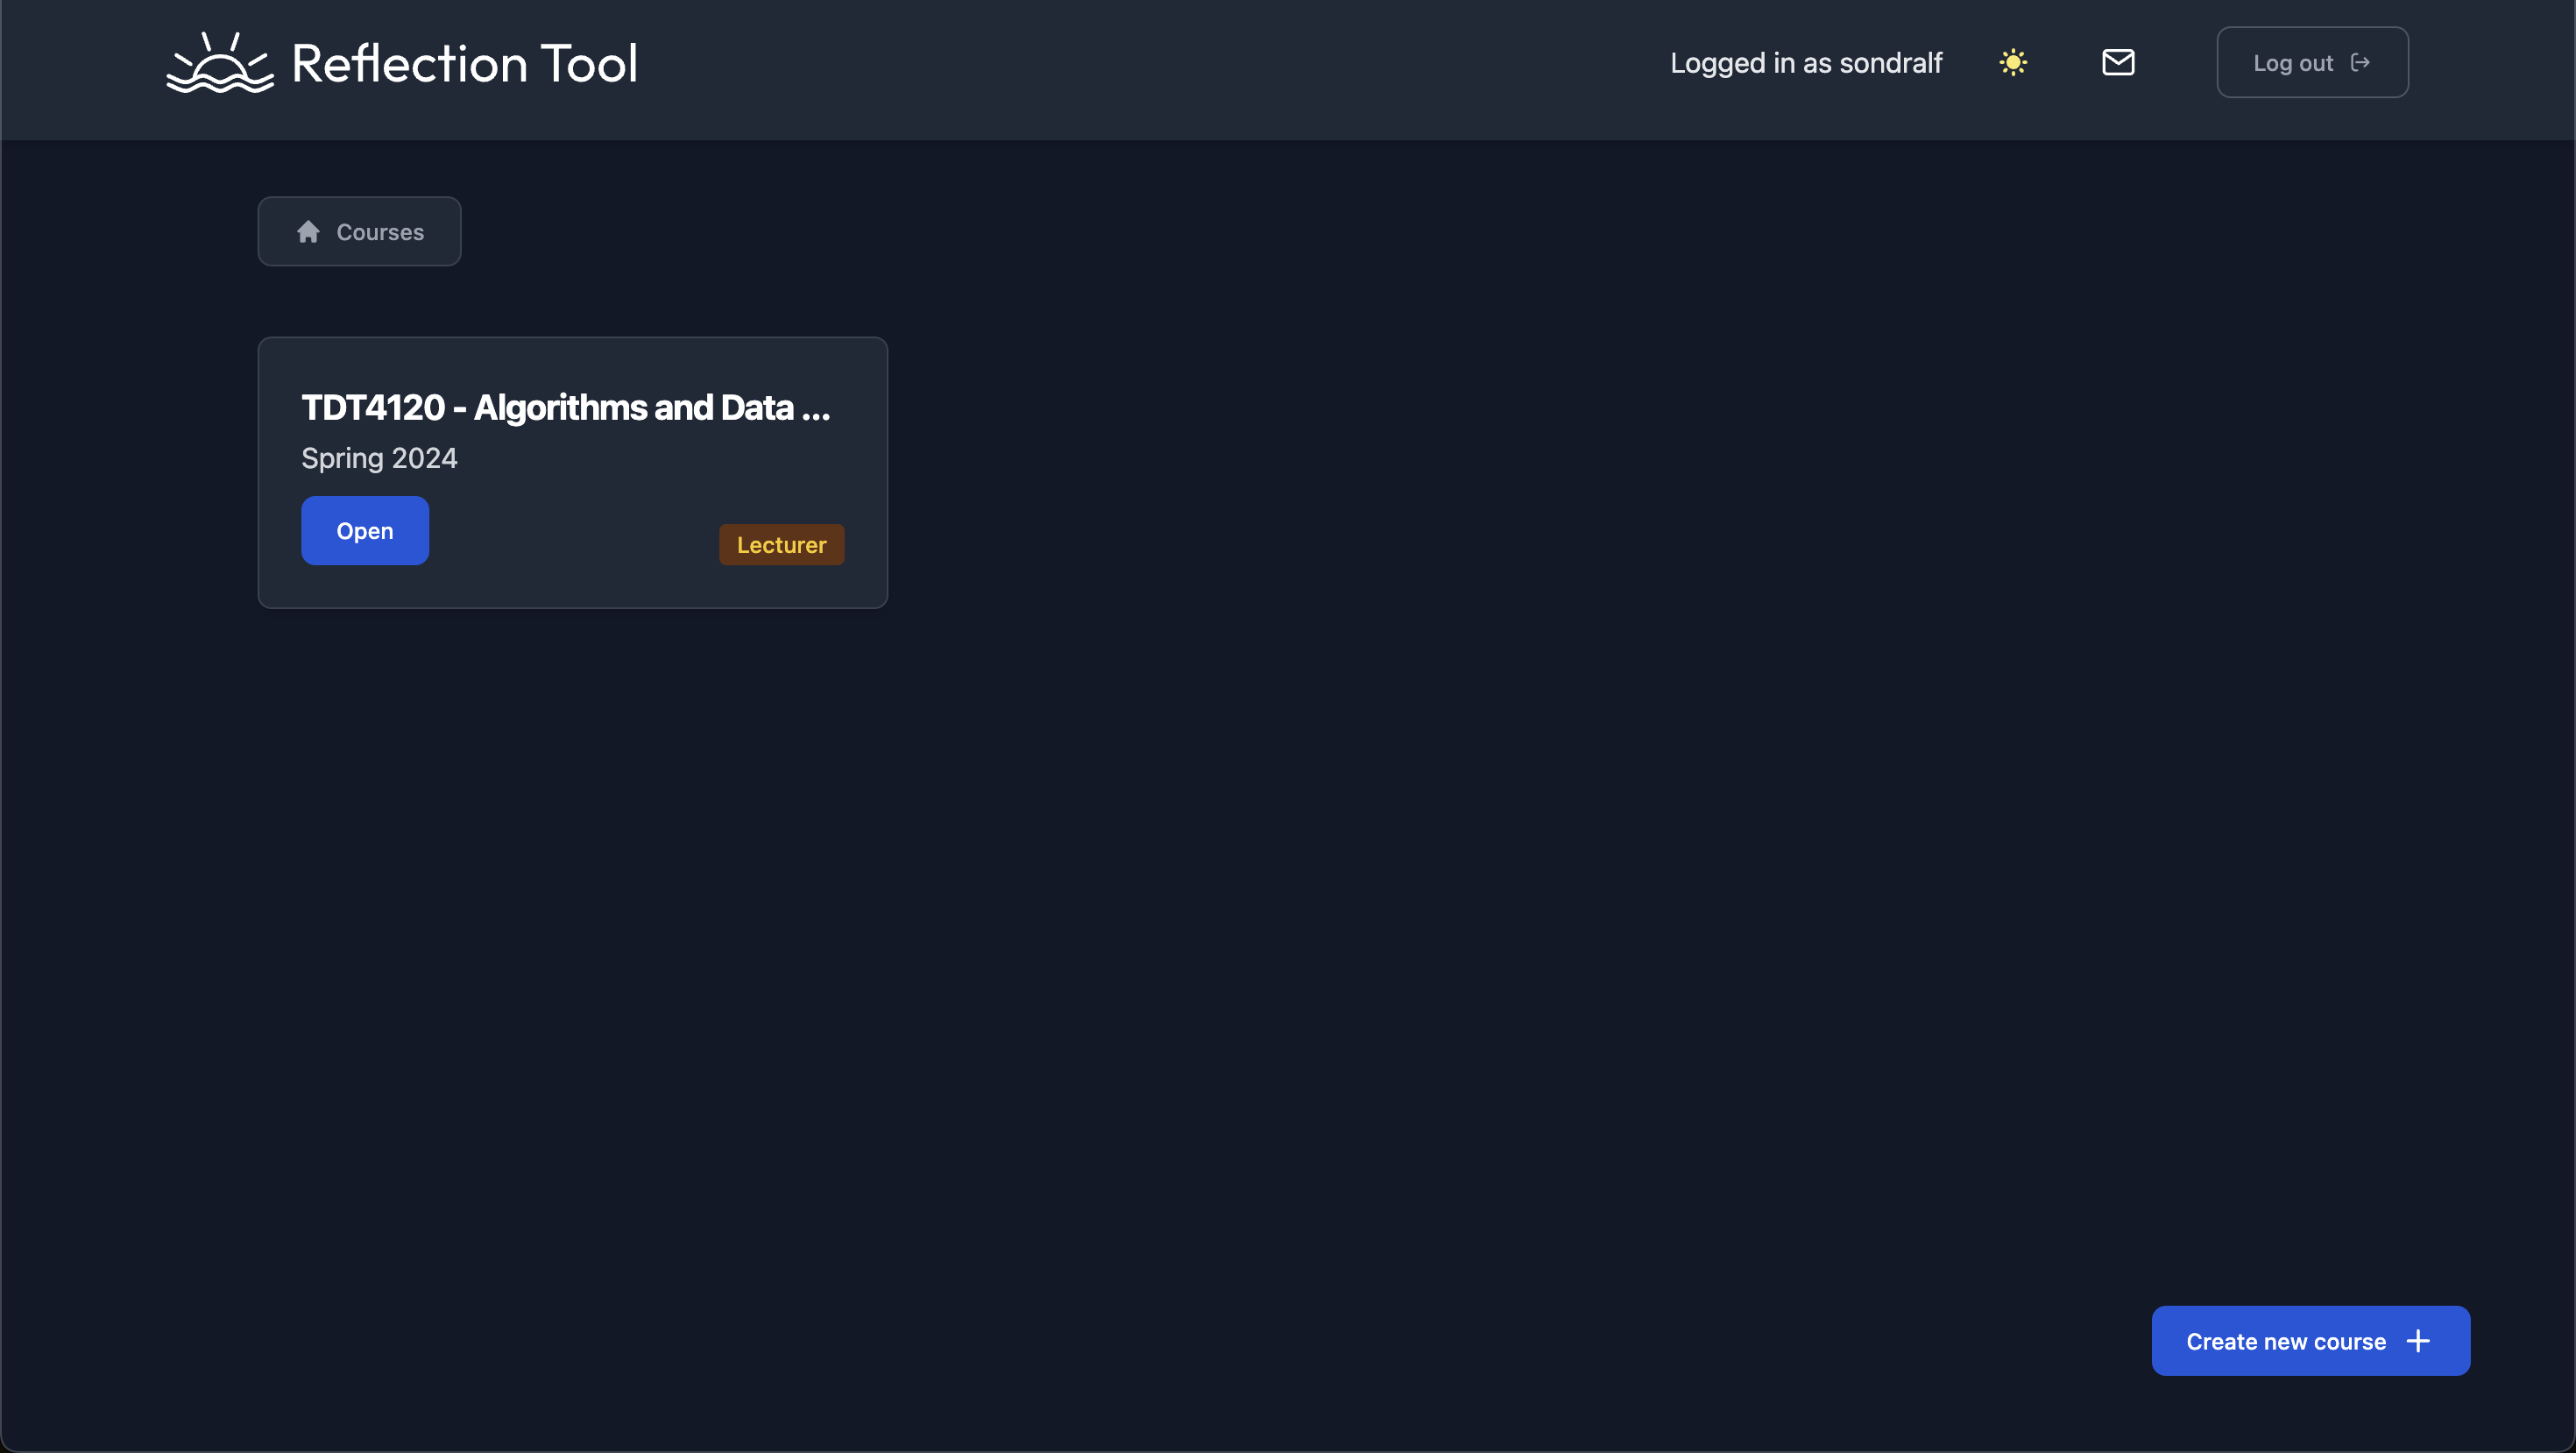 Reflection Tool
Logged in as sondralf
Log out
Courses
TDT4120 - Algorithms and Data ...
Spring 2024
Open
Lecturer
Create new course